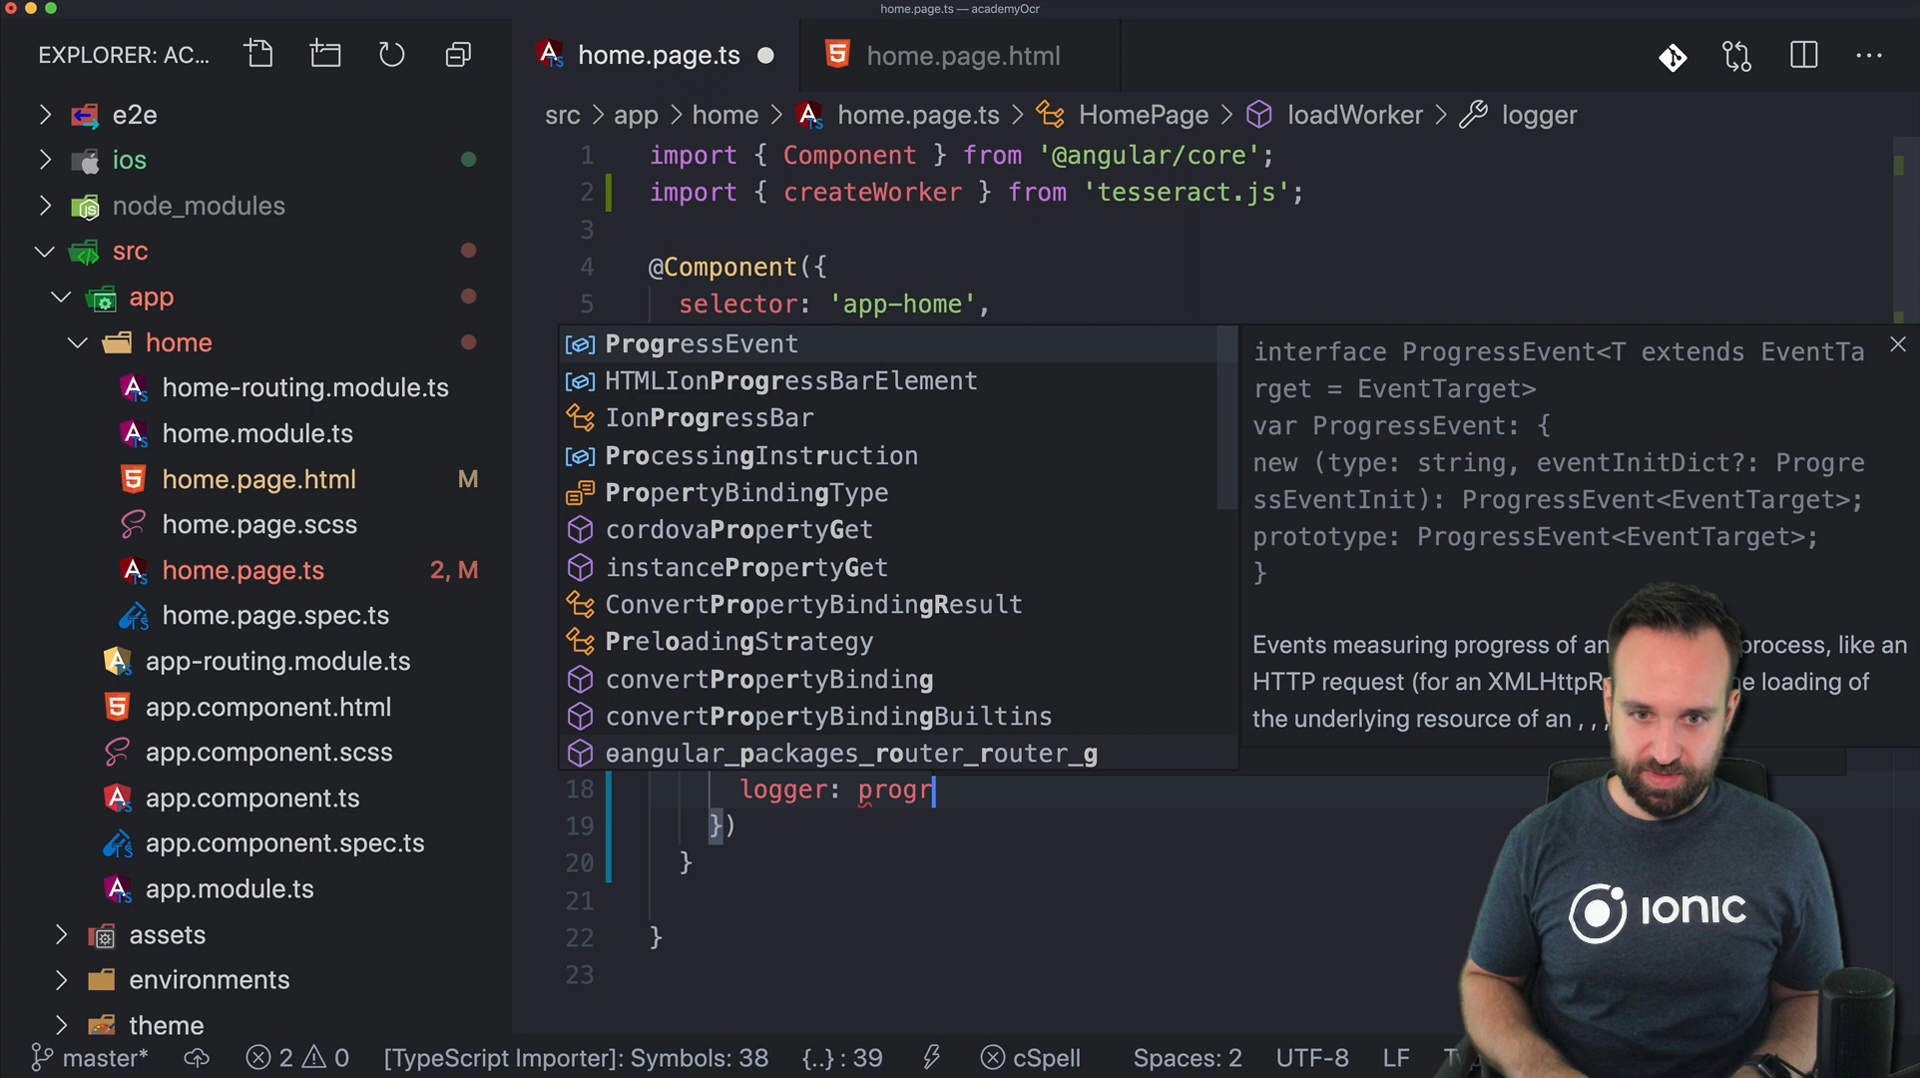 home.page.ts — academyOcr
EXPLORER: AC...
home.page.ts
home.page.html
src > app > home > home.page.ts > HomePage > loadWorker > logger
e2e
ios
node_modules
src
app
home
home-routing.module.ts
home.module.ts
home.page.html M
home.page.scss
home.page.ts 2, M
home.page.spec.ts
app-routing.module.ts
app.component.html
app.component.scss
app.component.ts
app.component.spec.ts
app.module.ts
assets
environments
theme
1 import { Component } from '@angular/core';
2 import { createWorker } from 'tesseract.js';
3
4 @Component({
5 selector: 'app-home',
ProgressEvent
HTMLIonProgressBarElement
IonProgressBar
ProcessingInstruction
PropertyBindingType
cordovaPropertyGet
instancePropertyGet
ConvertPropertyBindingResult
PreloadingStrategy
convertPropertyBinding
convertPropertyBindingBuiltins
ɵangular_packages_router_router_g
interface ProgressEvent<T extends EventTa
rget = EventTarget>
var ProgressEvent: {
new (type: string, eventInitDict?: Progre
ssEventInit): ProgressEvent<EventTarget>;
prototype: ProgressEvent<EventTarget>;
}
Events measuring progress of an process, like an
HTTP request (for an loading of
the underlying resource of an , , ,
18 logger: progr
19 })
20 }
21
22 }
23
IONIC
master* 2 0 [TypeScript Importer]: Symbols: 38 {..} : 39 cSpell Spaces: 2 UTF-8 LF